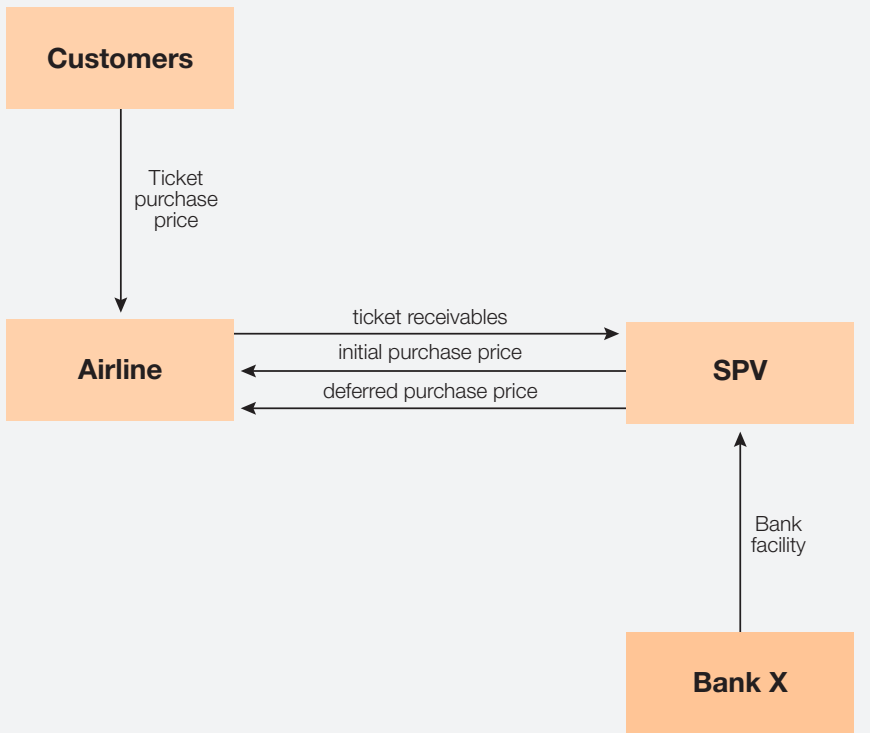 Customers
Ticket
purchase
price
ticket receivables
initial purchase price
deferred purchase price
Airline
SPV
Bank
facility
Bank X